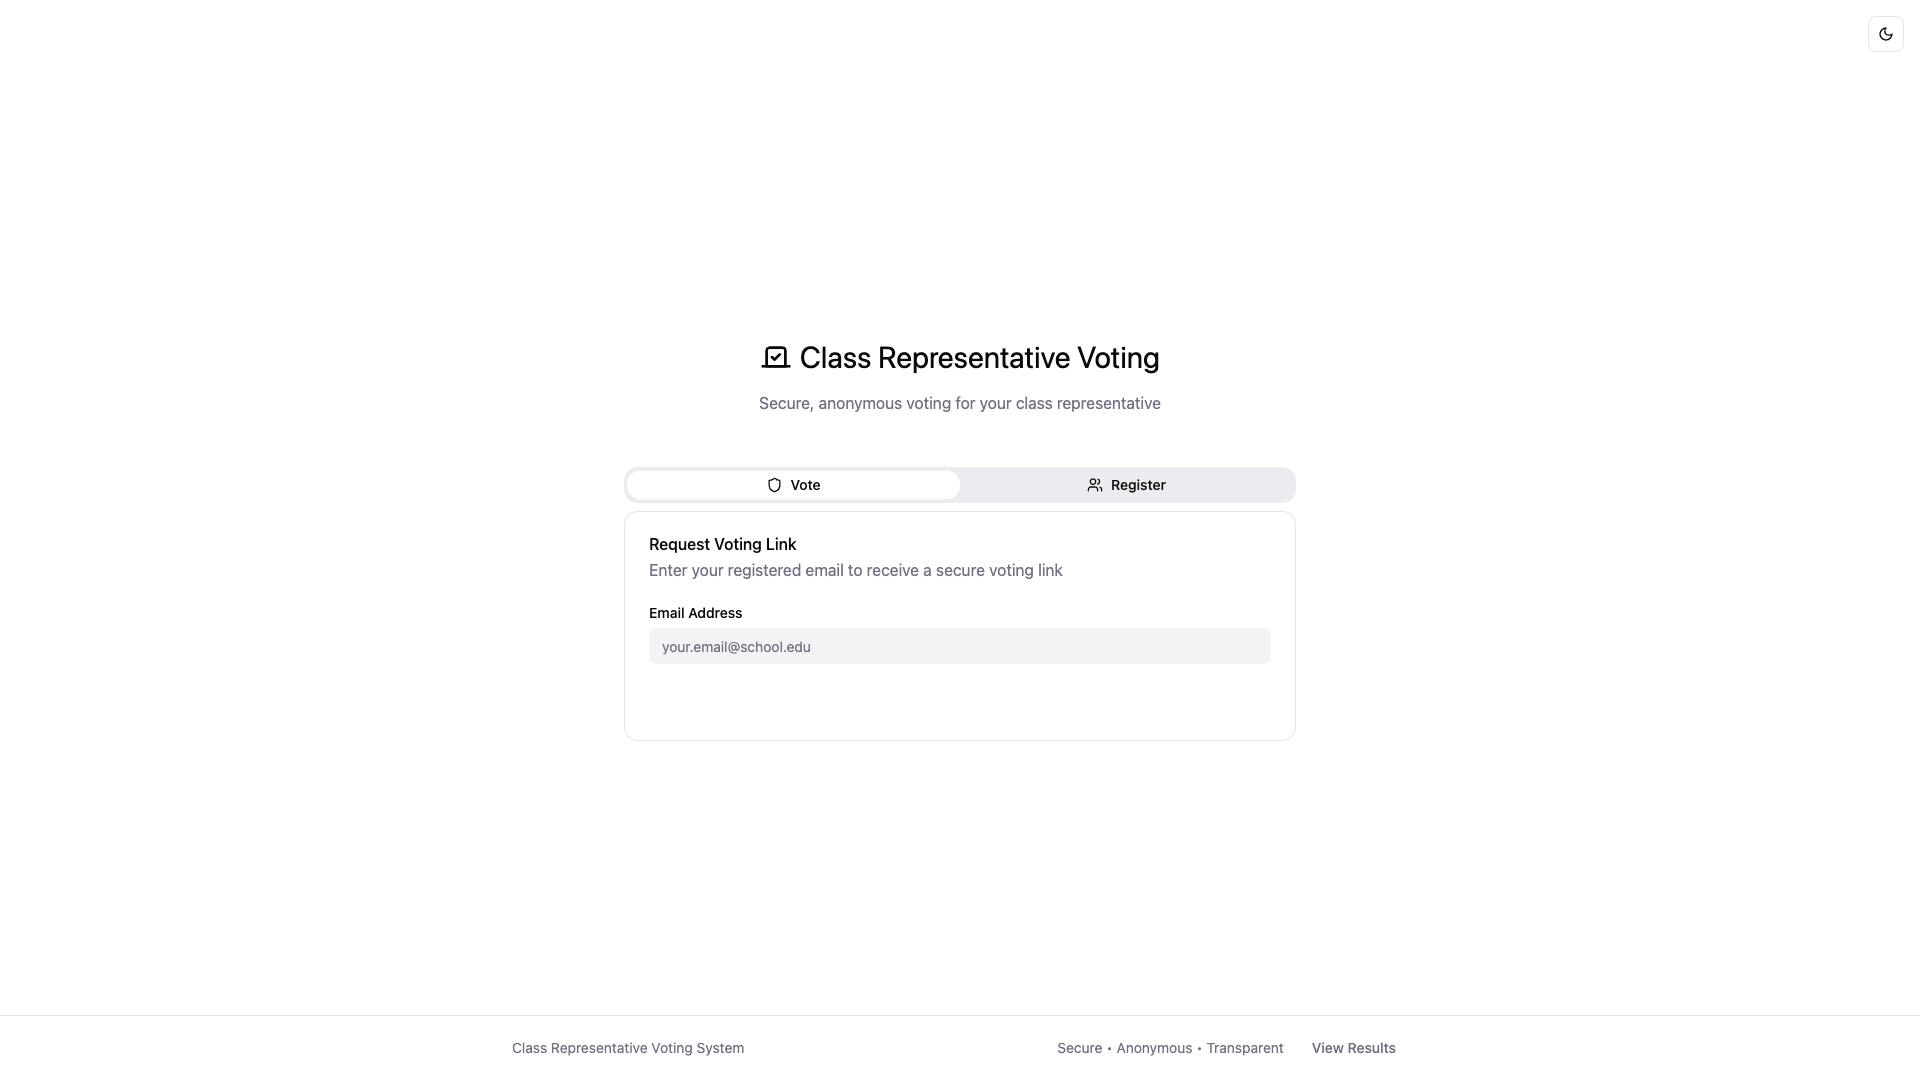 Class Representative Voting
Secure, anonymous voting for your class representative
Vote
Register
Request Voting Link
Enter your registered email to receive a secure voting link
Email Address
your.email@school.edu
Class Representative Voting System
Secure • Anonymous • Transparent
View Results